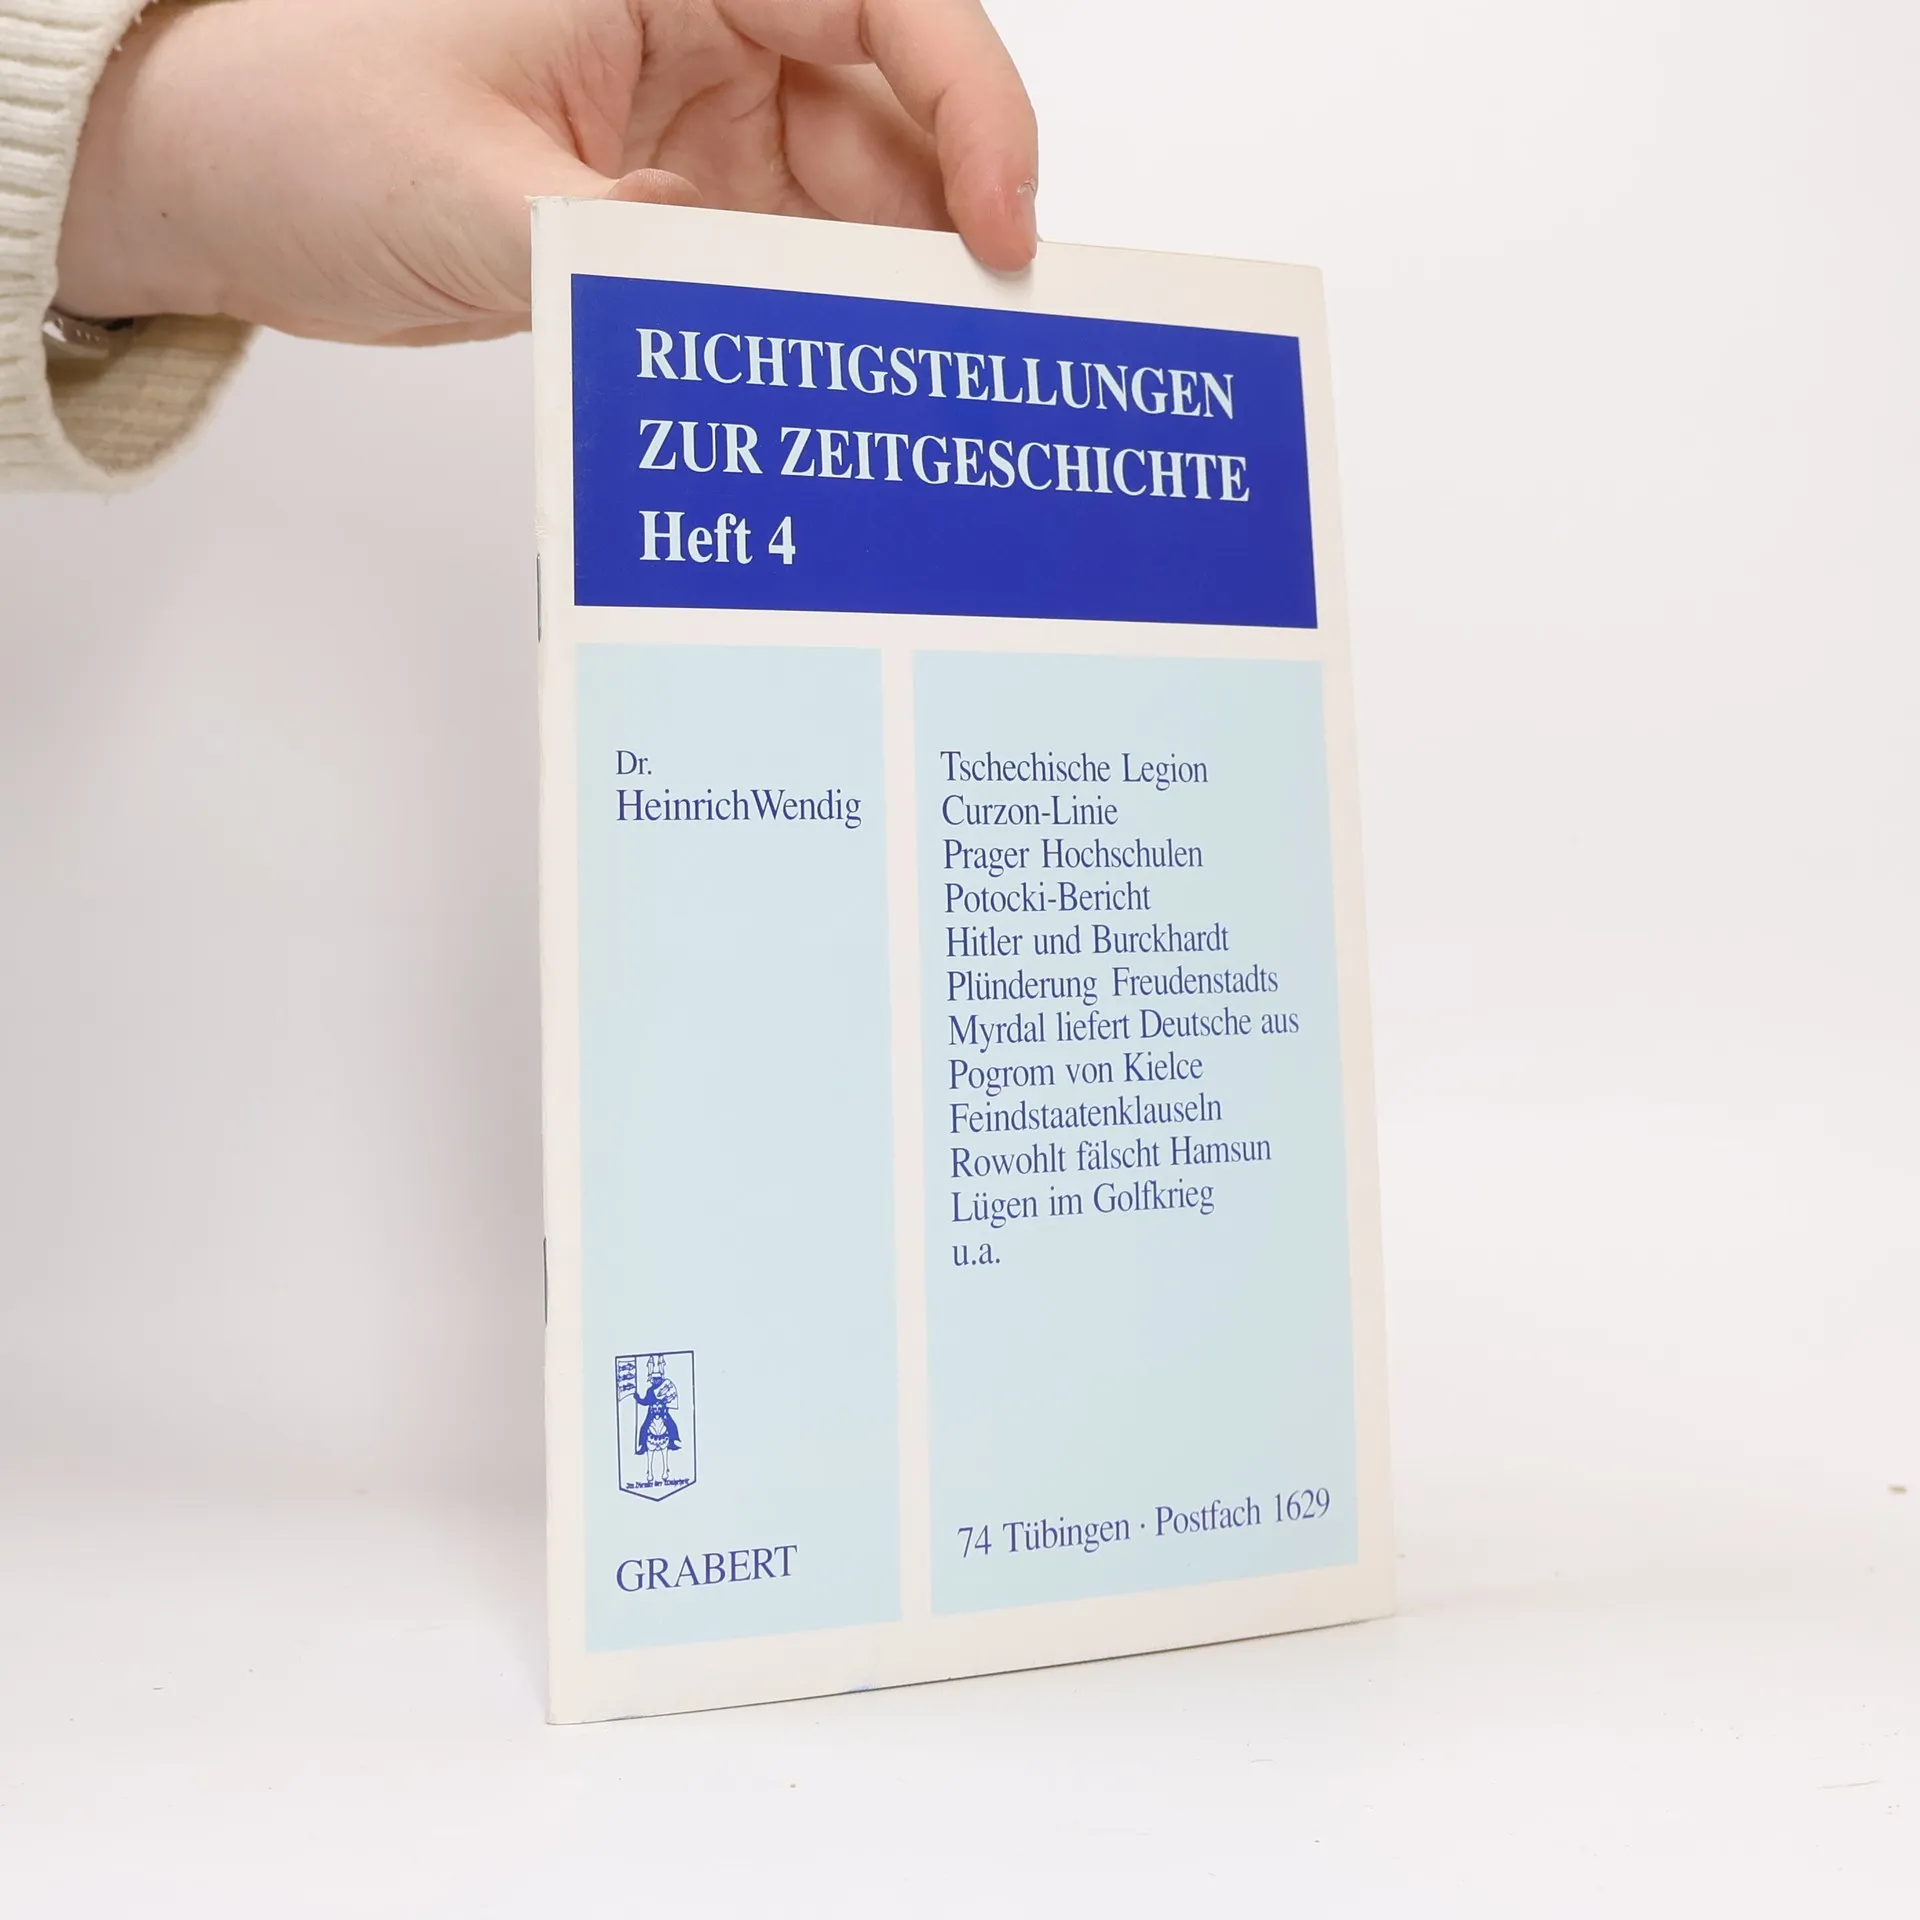 RICHTIGSTELLUNGEN
ZUR ZEITGESCHICHTE
Heft 4
Dr.
Heinrich Wendig
Tschechische Legion
Curzon-Linie
Prager Hochschulen
Potocki-Bericht
Hitler und Burckhardt
Plünderung Freudenstadts
Myrdal liefert Deutsche aus
Pogrom von Kielce
Feindstaatenklauseln
Rowohlt fälscht Hamsun
Lügen im Golfkrieg
u.a.
GRABERT
74 Tübingen · Postfach 1629